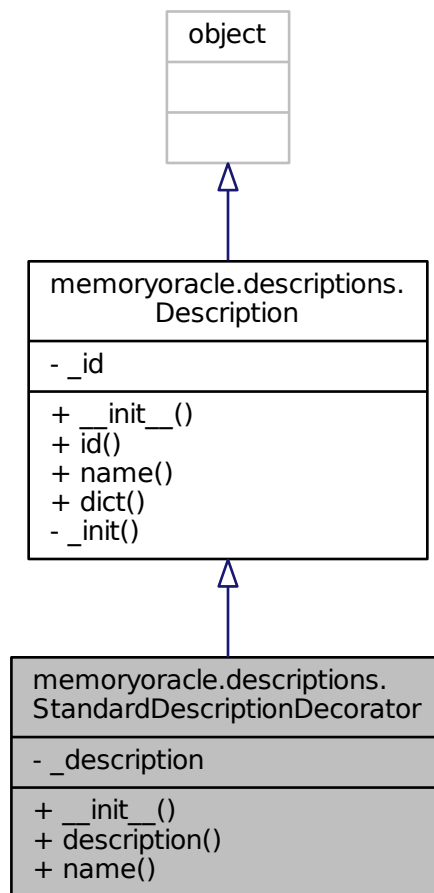 object
memoryoracle.descriptions.
Description
- _id
+ __init__()
+ id()
+ name()
+ dict()
- _init()
memoryoracle.descriptions.
StandardDescriptionDecorator
- _description
+ __init__()
+ description()
+ name()